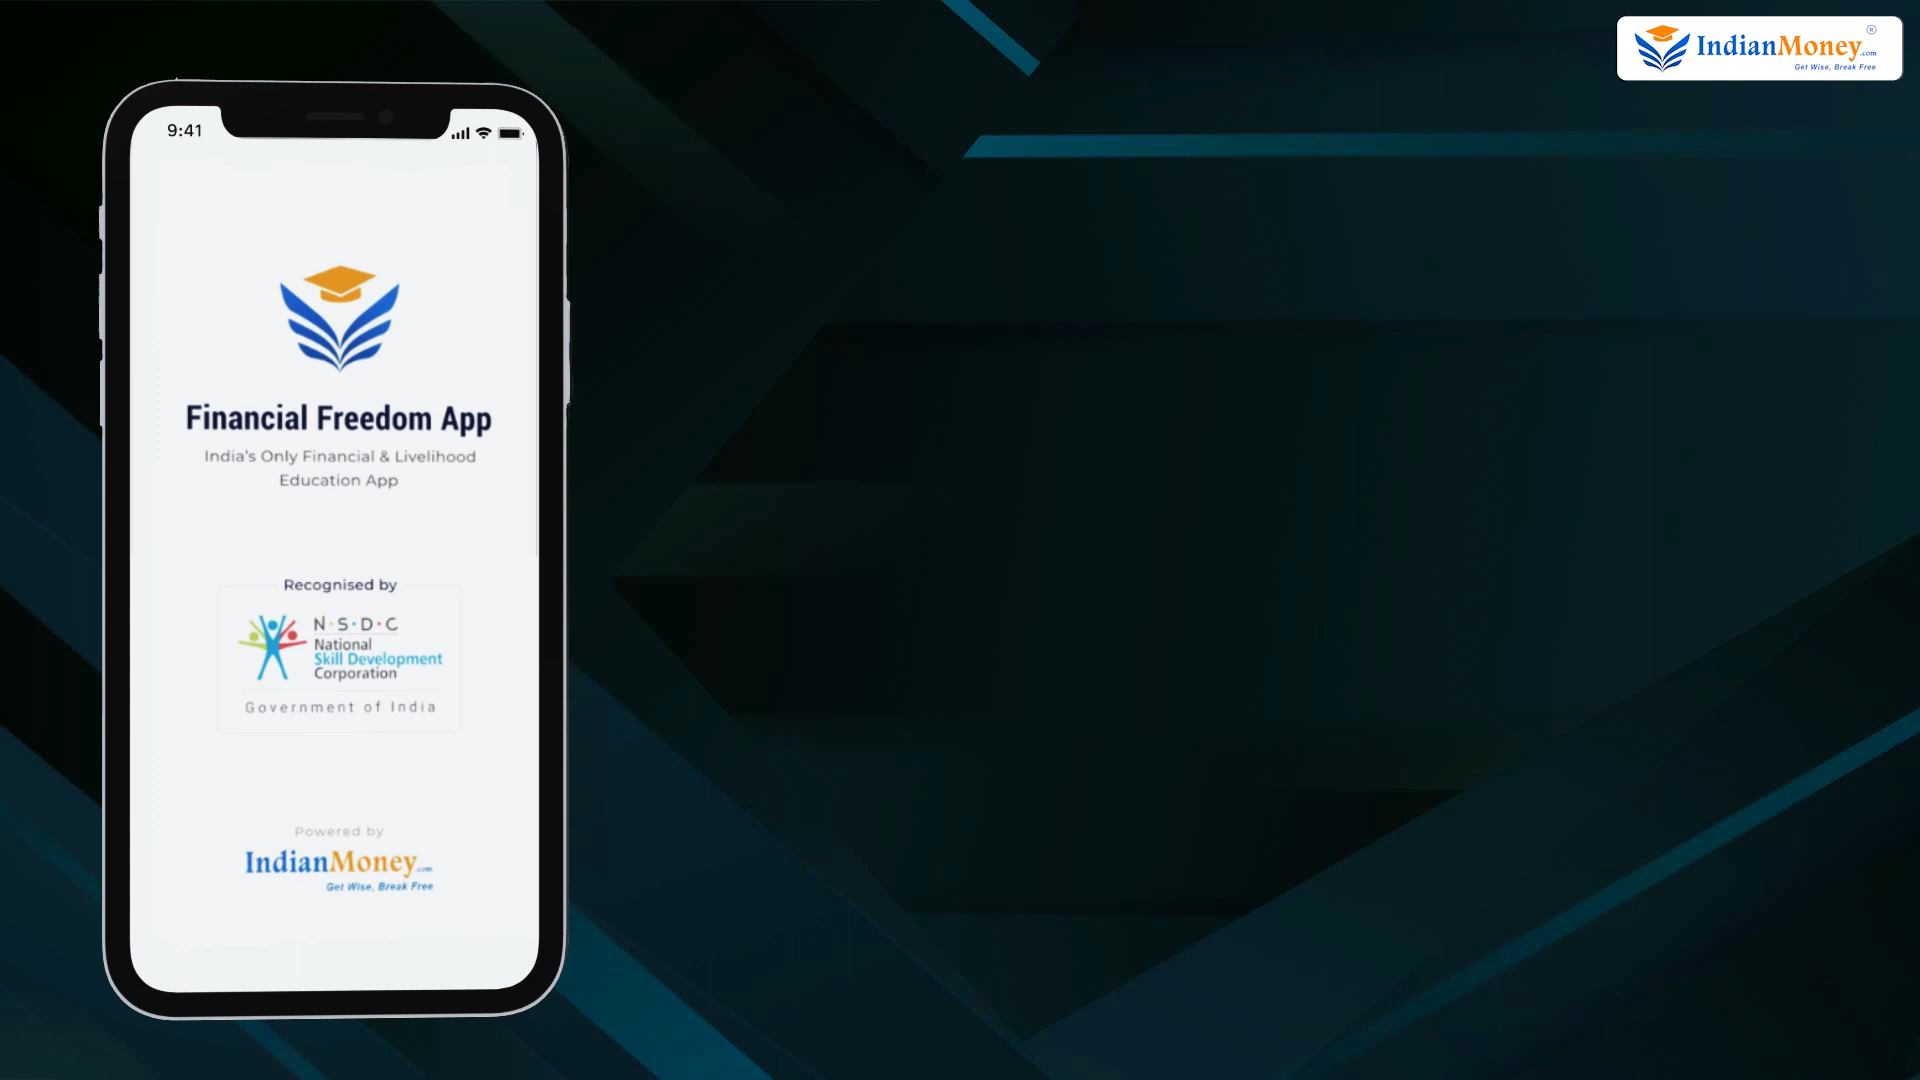 9:41
Financial Freedom App
India's Only Financial & Livelihood
Education App
Recognised by
N·S·D·C
National
Skill Development
Corporation
Government of India
Powered by
IndianMoney.com
Get Wise, Break Free
IndianMoney.com®
Get Wise, Break Free